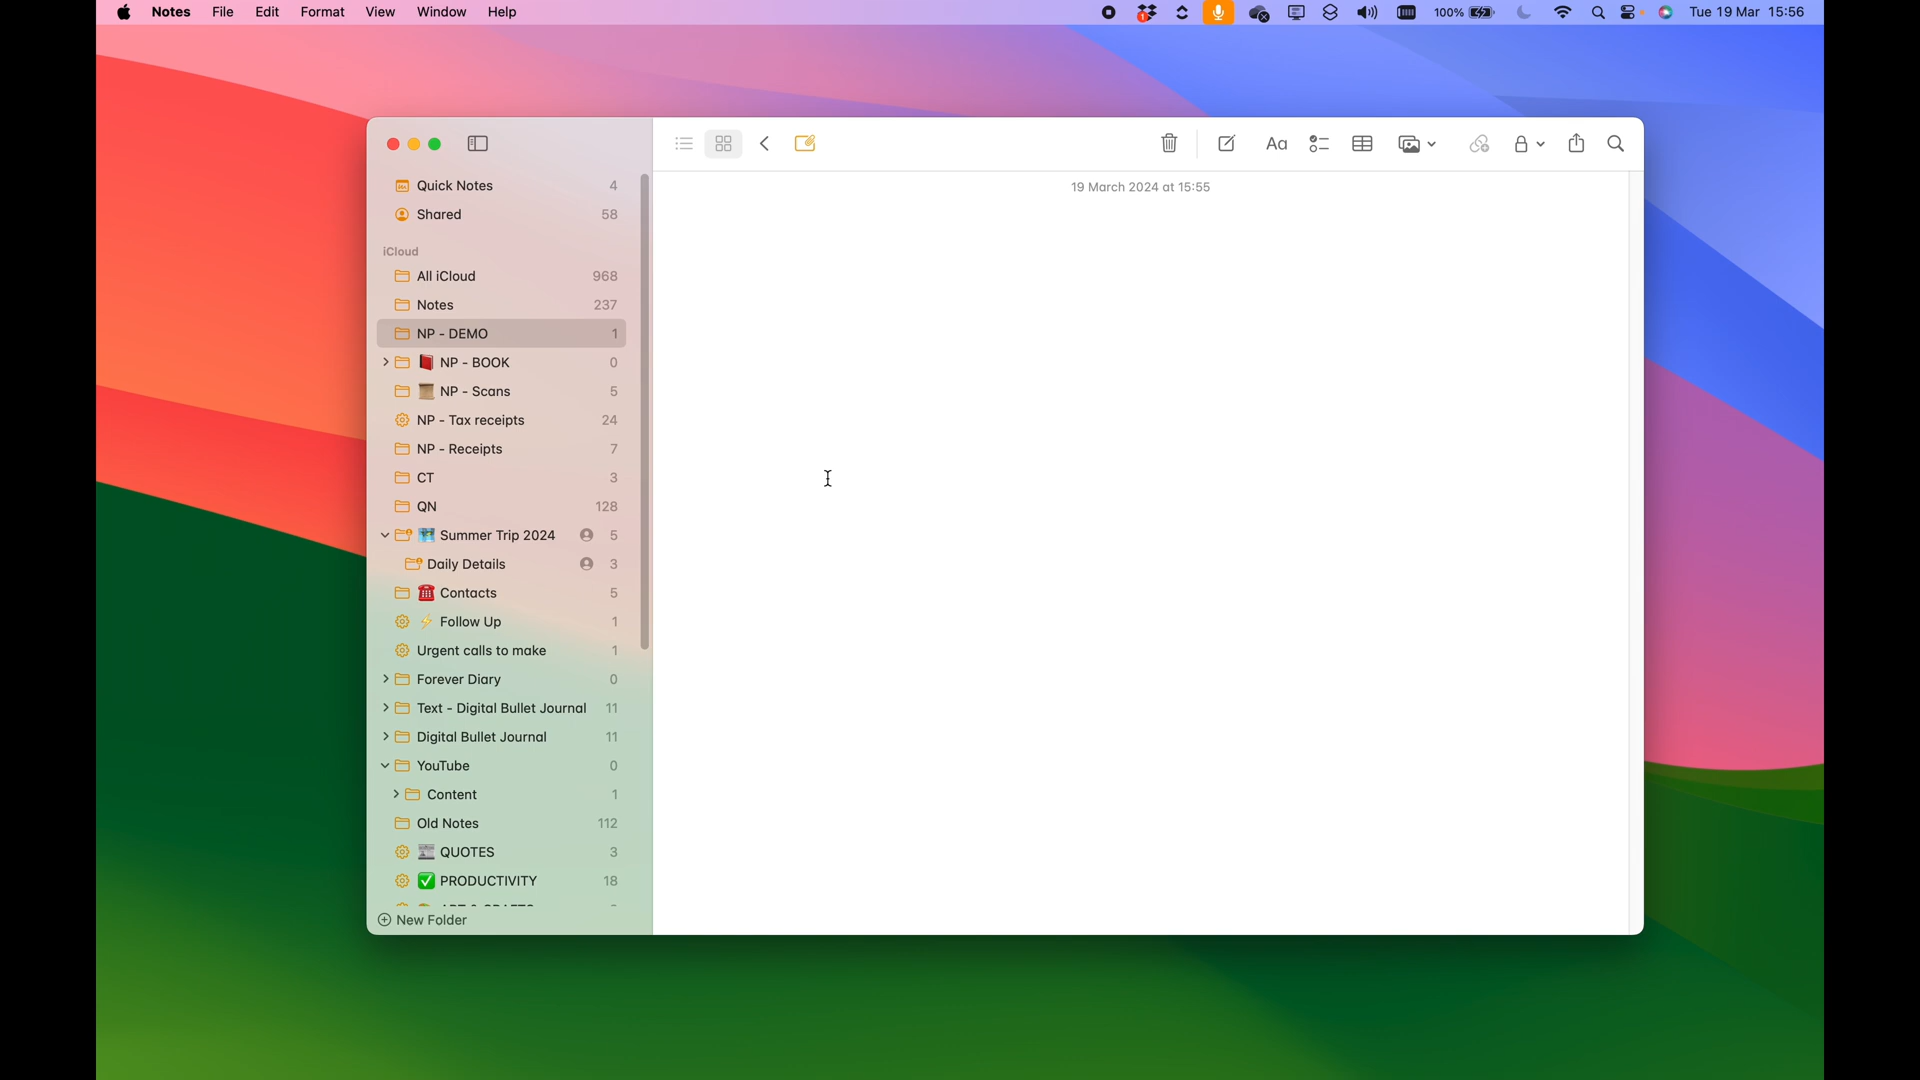 Notes File Edit Format View Window Help 1 100% Tue 19 Mar 15:56
Quick Notes 4
Shared 58
iCloud
All iCloud 968
Notes 237
NP - DEMO 1
NP - BOOK 0
NP - Scans 5
NP - Tax receipts 24
NP - Receipts 7
CT 3
QN 128
Summer Trip 2024 5
Daily Details 3
Contacts 5
Follow Up 1
Urgent calls to make 1
Forever Diary 0
Text - Digital Bullet Journal 11
Digital Bullet Journal 11
YouTube 0
Content 1
Old Notes 112
QUOTES 3
PRODUCTIVITY 18
New Folder
Aa
19 March 2024 at 15:55